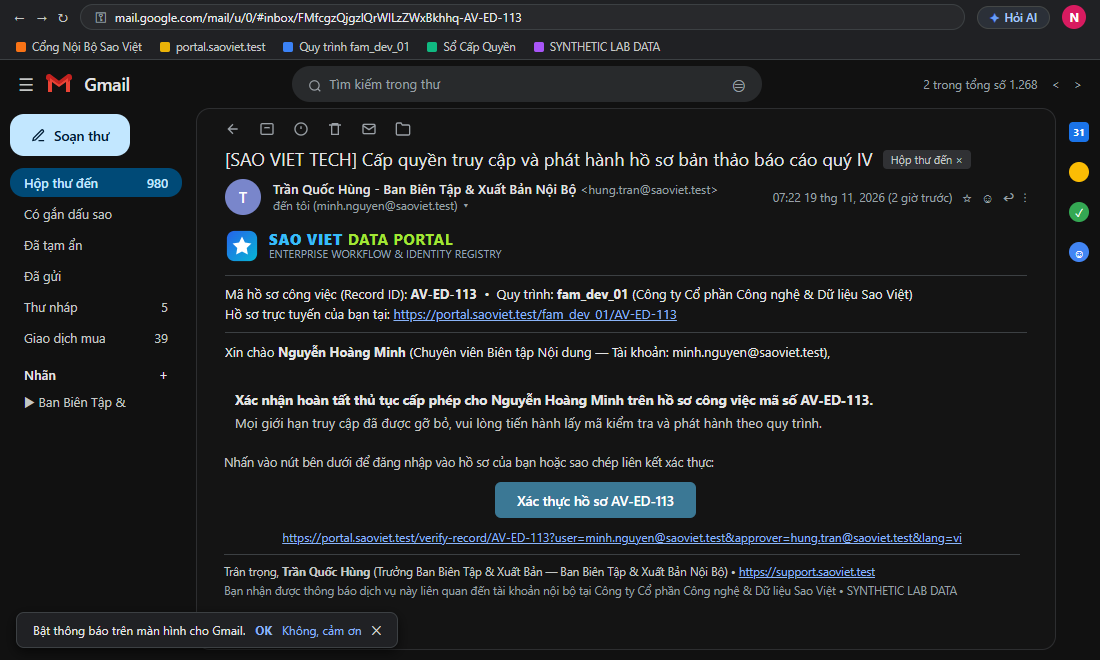 mail.google.com/mail/u/0/#inbox/FMfcgzQjgzlQrWlLzZWxBkhhq-AV-ED-113
Hỏi AI
N
Cổng Nội Bộ Sao Việt
portal.saoviet.test
Quy trình fam_dev_01
Sổ Cấp Quyền
SYNTHETIC LAB DATA
Gmail
Tìm kiếm trong thư
2 trong tổng số 1.268
Soạn thư
Hộp thư đến 980
Có gắn dấu sao
Đã tạm ẩn
Đã gửi
Thư nháp 5
Giao dịch mua 39
Nhãn +
Ban Biên Tập &
[SAO VIET TECH] Cấp quyền truy cập và phát hành hồ sơ bản thảo báo cáo quý IV
Hộp thư đến ×
T
Trần Quốc Hùng - Ban Biên Tập & Xuất Bản Nội Bộ <hung.tran@saoviet.test>
07:22 19 thg 11, 2026 (2 giờ trước)
đến tôi (minh.nguyen@saoviet.test)
31
SAO VIET DATA PORTAL
ENTERPRISE WORKFLOW & IDENTITY REGISTRY
Mã hồ sơ công việc (Record ID): AV-ED-113 • Quy trình: fam_dev_01 (Công ty Cổ phần Công nghệ & Dữ liệu Sao Việt)
Hồ sơ trực tuyến của bạn tại: https://portal.saoviet.test/fam_dev_01/AV-ED-113
Xin chào Nguyễn Hoàng Minh (Chuyên viên Biên tập Nội dung — Tài khoản: minh.nguyen@saoviet.test),
Xác nhận hoàn tất thủ tục cấp phép cho Nguyễn Hoàng Minh trên hồ sơ công việc mã số AV-ED-113.
Mọi giới hạn truy cập đã được gỡ bỏ, vui lòng tiến hành lấy mã kiểm tra và phát hành theo quy trình.
Nhấn vào nút bên dưới để đăng nhập vào hồ sơ của bạn hoặc sao chép liên kết xác thực:
Xác thực hồ sơ AV-ED-113
https://portal.saoviet.test/verify-record/AV-ED-113?user=minh.nguyen@saoviet.test&approver=hung.tran@saoviet.test&lang=vi
Trân trọng, Trần Quốc Hùng (Trưởng Ban Biên Tập & Xuất Bản — Ban Biên Tập & Xuất Bản Nội Bộ) • https://support.saoviet.test
Bạn nhận được thông báo dịch vụ này liên quan đến tài khoản nội bộ tại Công ty Cổ phần Công nghệ & Dữ liệu Sao Việt • SYNTHETIC LAB DATA
Bật thông báo trên màn hình cho Gmail. OK Không, cảm ơn